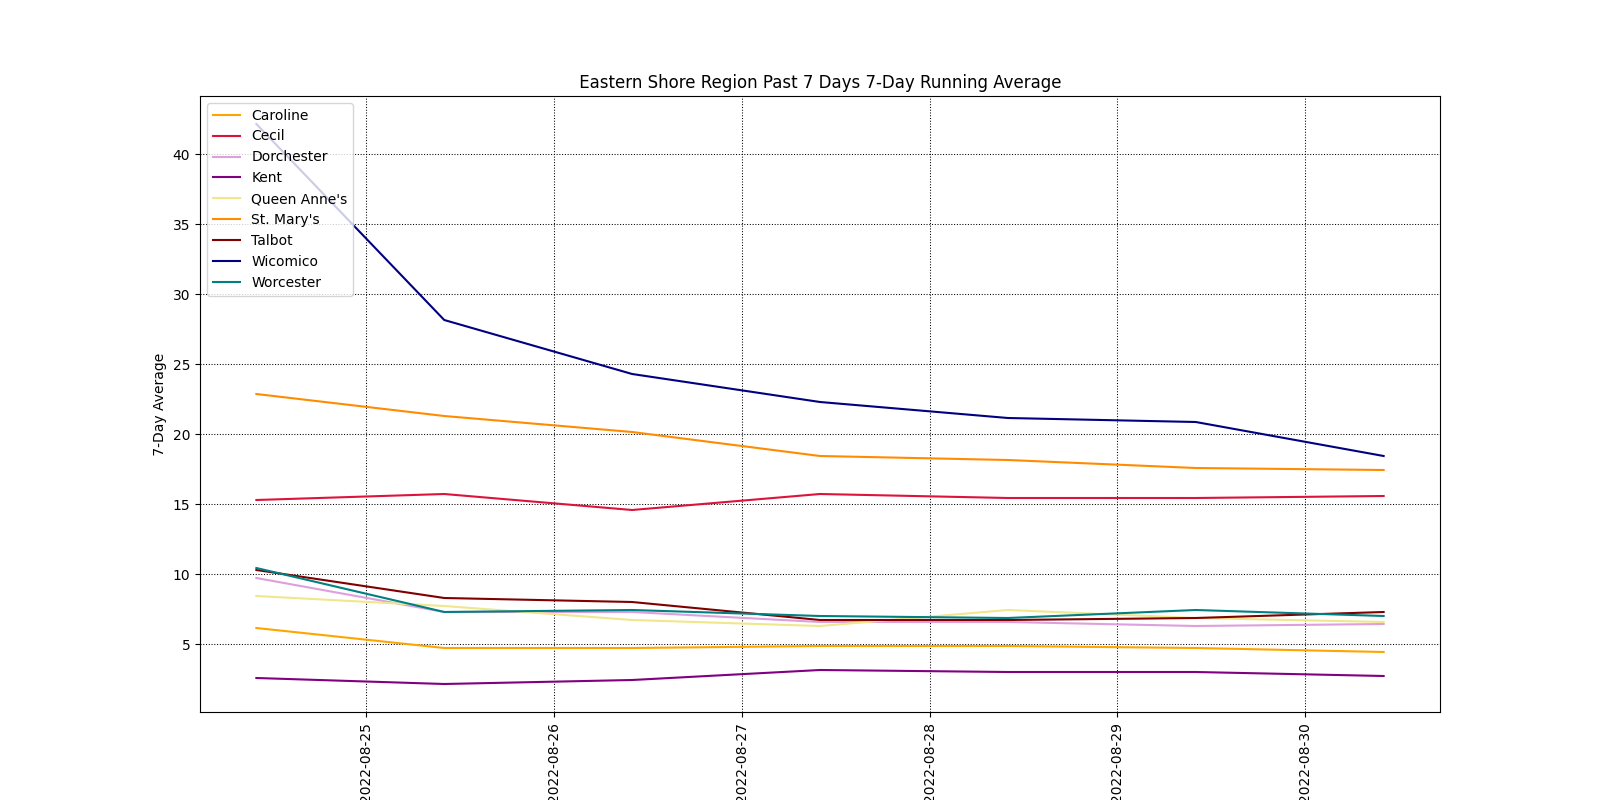 Eastern Shore Region Past 7 Days 7-Day Running Average
Caroline
Cecil
Dorchester
Kent
Queen Anne's
St. Mary's
Talbot
Wicomico
Worcester
40
35
30
25
20
15
10
5
7-Day Average
2022-08-25
2022-08-26
2022-08-27
2022-08-28
2022-08-29
2022-08-30